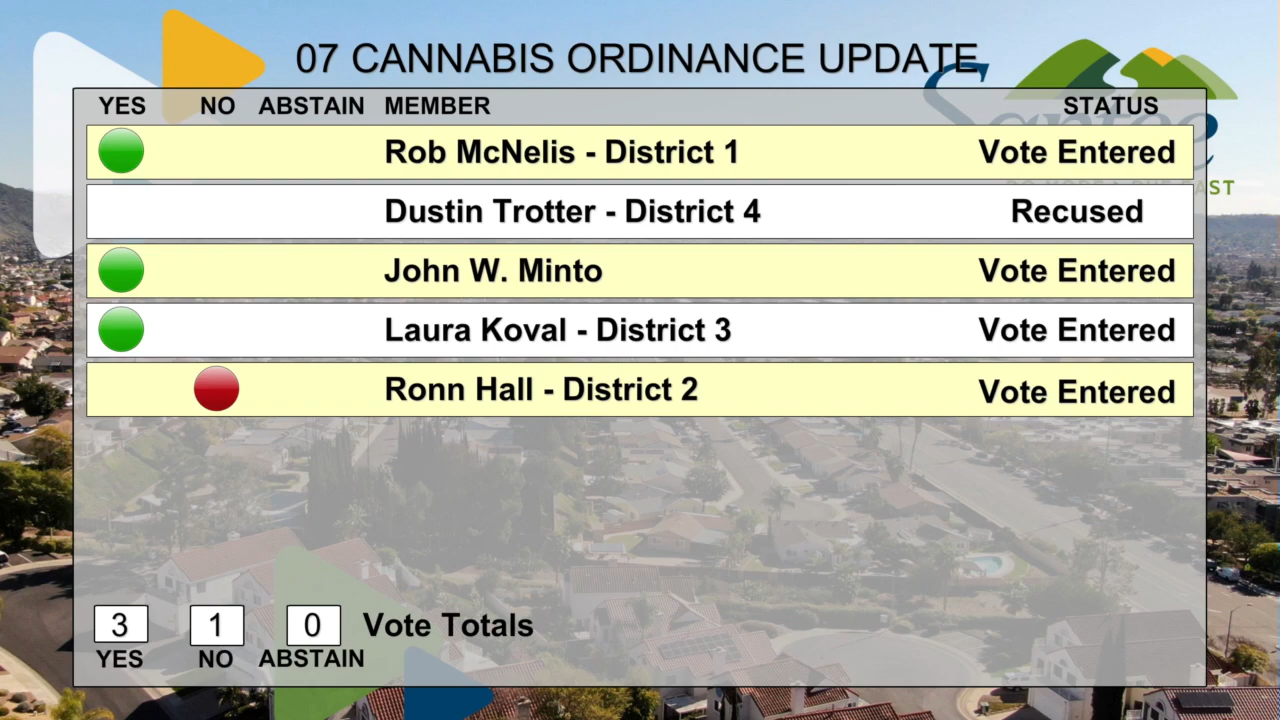 07 CANNABIS ORDINANCE UPDATE
YES NO ABSTAIN MEMBER STATUS
Rob McNelis - District 1 Vote Entered
Dustin Trotter - District 4 Recused
John W. Minto Vote Entered
Laura Koval - District 3 Vote Entered
Ronn Hall - District 2 Vote Entered
3 1 0 Vote Totals
YES NO ABSTAIN